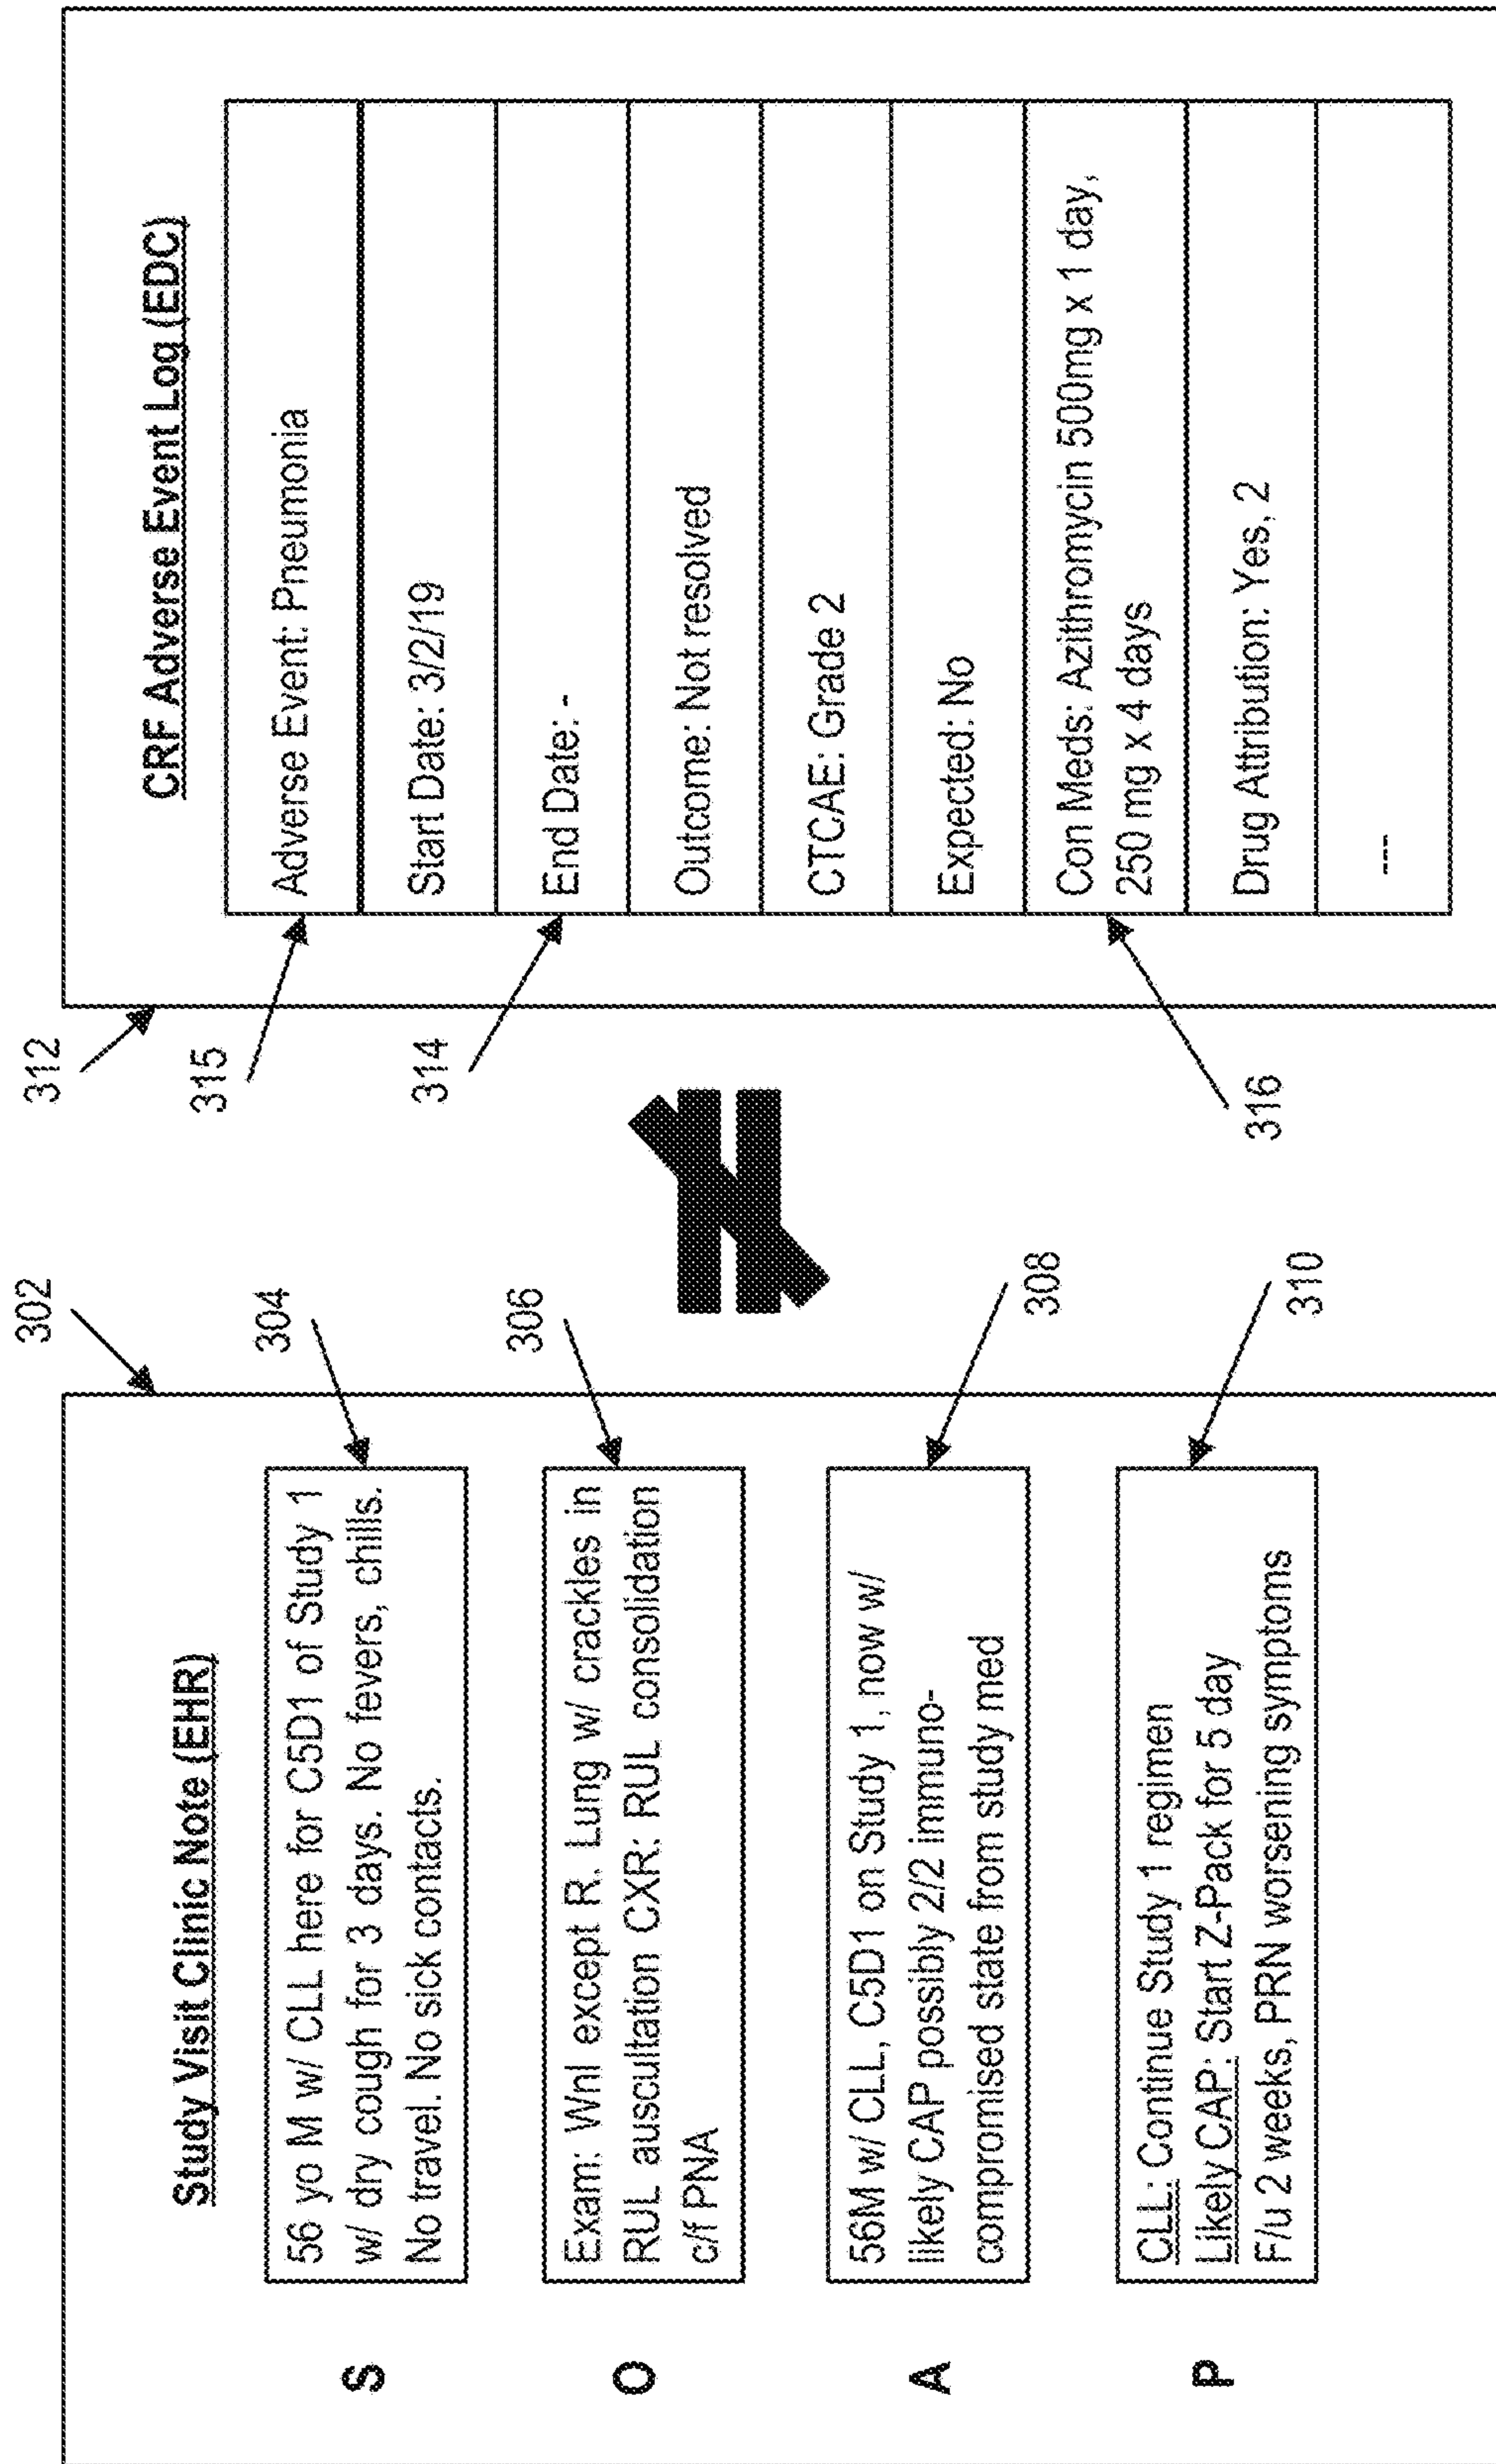 302
Study Visit Clinic Note (EHR)
S
56 yo M w/ CLL here for C5D1 of Study 1
w/ dry cough for 3 days. No fevers, chills.
No travel. No sick contacts.
304
O
Exam: Wnl except R. Lung w/ crackles in
RUL auscultation CXR: RUL consolidation
c/f PNA
306
A
56M w/ CLL, C5D1 on Study 1, now w/
likely CAP possibly 2/2 immuno-
compromised state from study med
308
P
CLL: Continue Study 1 regimen
Likely CAP: Start Z-Pack for 5 day
F/u 2 weeks, PRN worsening symptoms
310
312
CRF Adverse Event Log (EDC)
315
Adverse Event: Pneumonia
Start Date: 3/2/19
314
End Date: -
Outcome: Not resolved
CTCAE: Grade 2
Expected: No
316
Con Meds: Azithromycin 500mg x 1 day,
250 mg x 4 days
Drug Attribution: Yes, 2
---